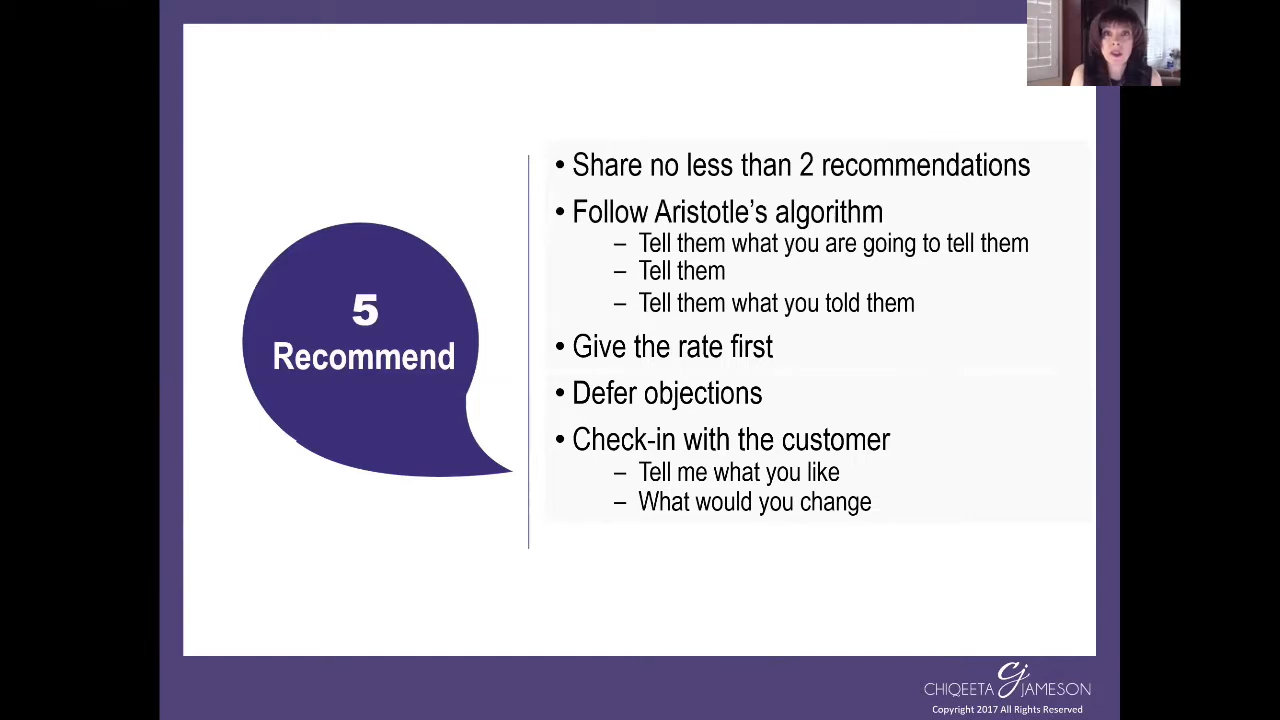 5
Recommend
• Share no less than 2 recommendations
• Follow Aristotle's algorithm
– Tell them what you are going to tell them
– Tell them
– Tell them what you told them
• Give the rate first
• Defer objections
• Check-in with the customer
– Tell me what you like
– What would you change
cj
CHIQEETA JAMESON
Copyright 2017 All Rights Reserved